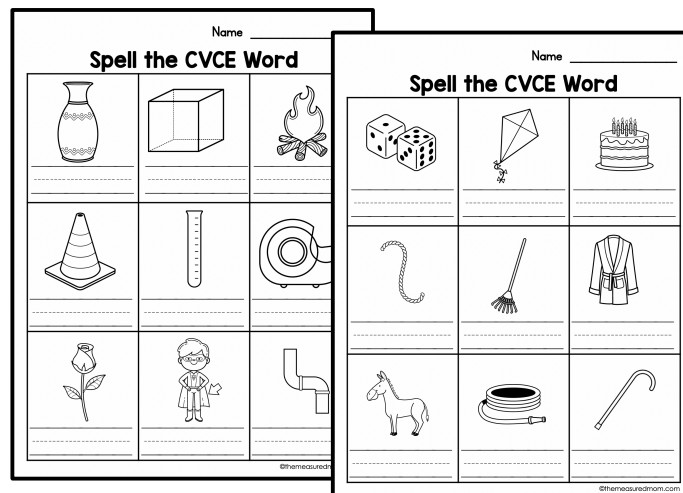 Name
Spell the CVCE Word
©themeasuredm
Name
Spell the CVCE Word
©themeasuredmom.com